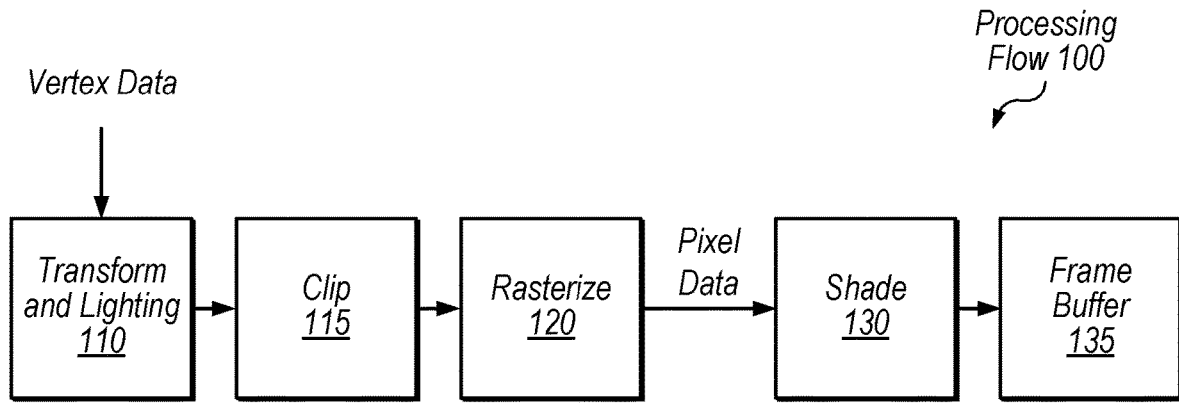 Processing
Flow 100
Vertex Data
Transform
and Lighting
110
Clip
115
Rasterize
120
Pixel
Data
Shade
130
Frame
Buffer
135